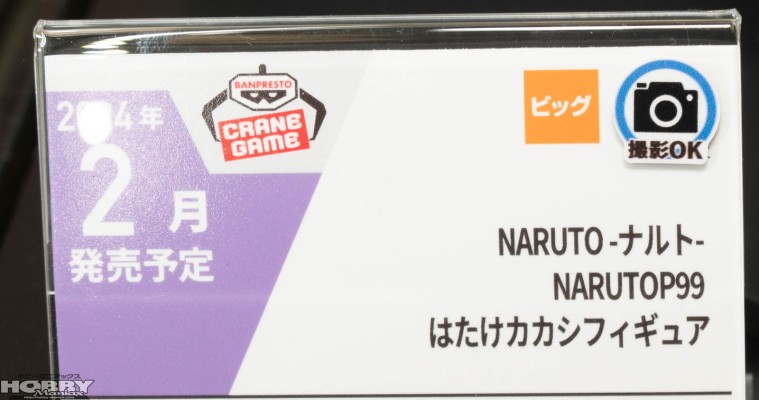 2024年
2月
発売予定
BANPRESTO
CRANE
GAME
ビッグ
撮影OK
NARUTO -ナルト-
NARUTOP99
はたけカカシフィギュア
HOBBY
Maniax